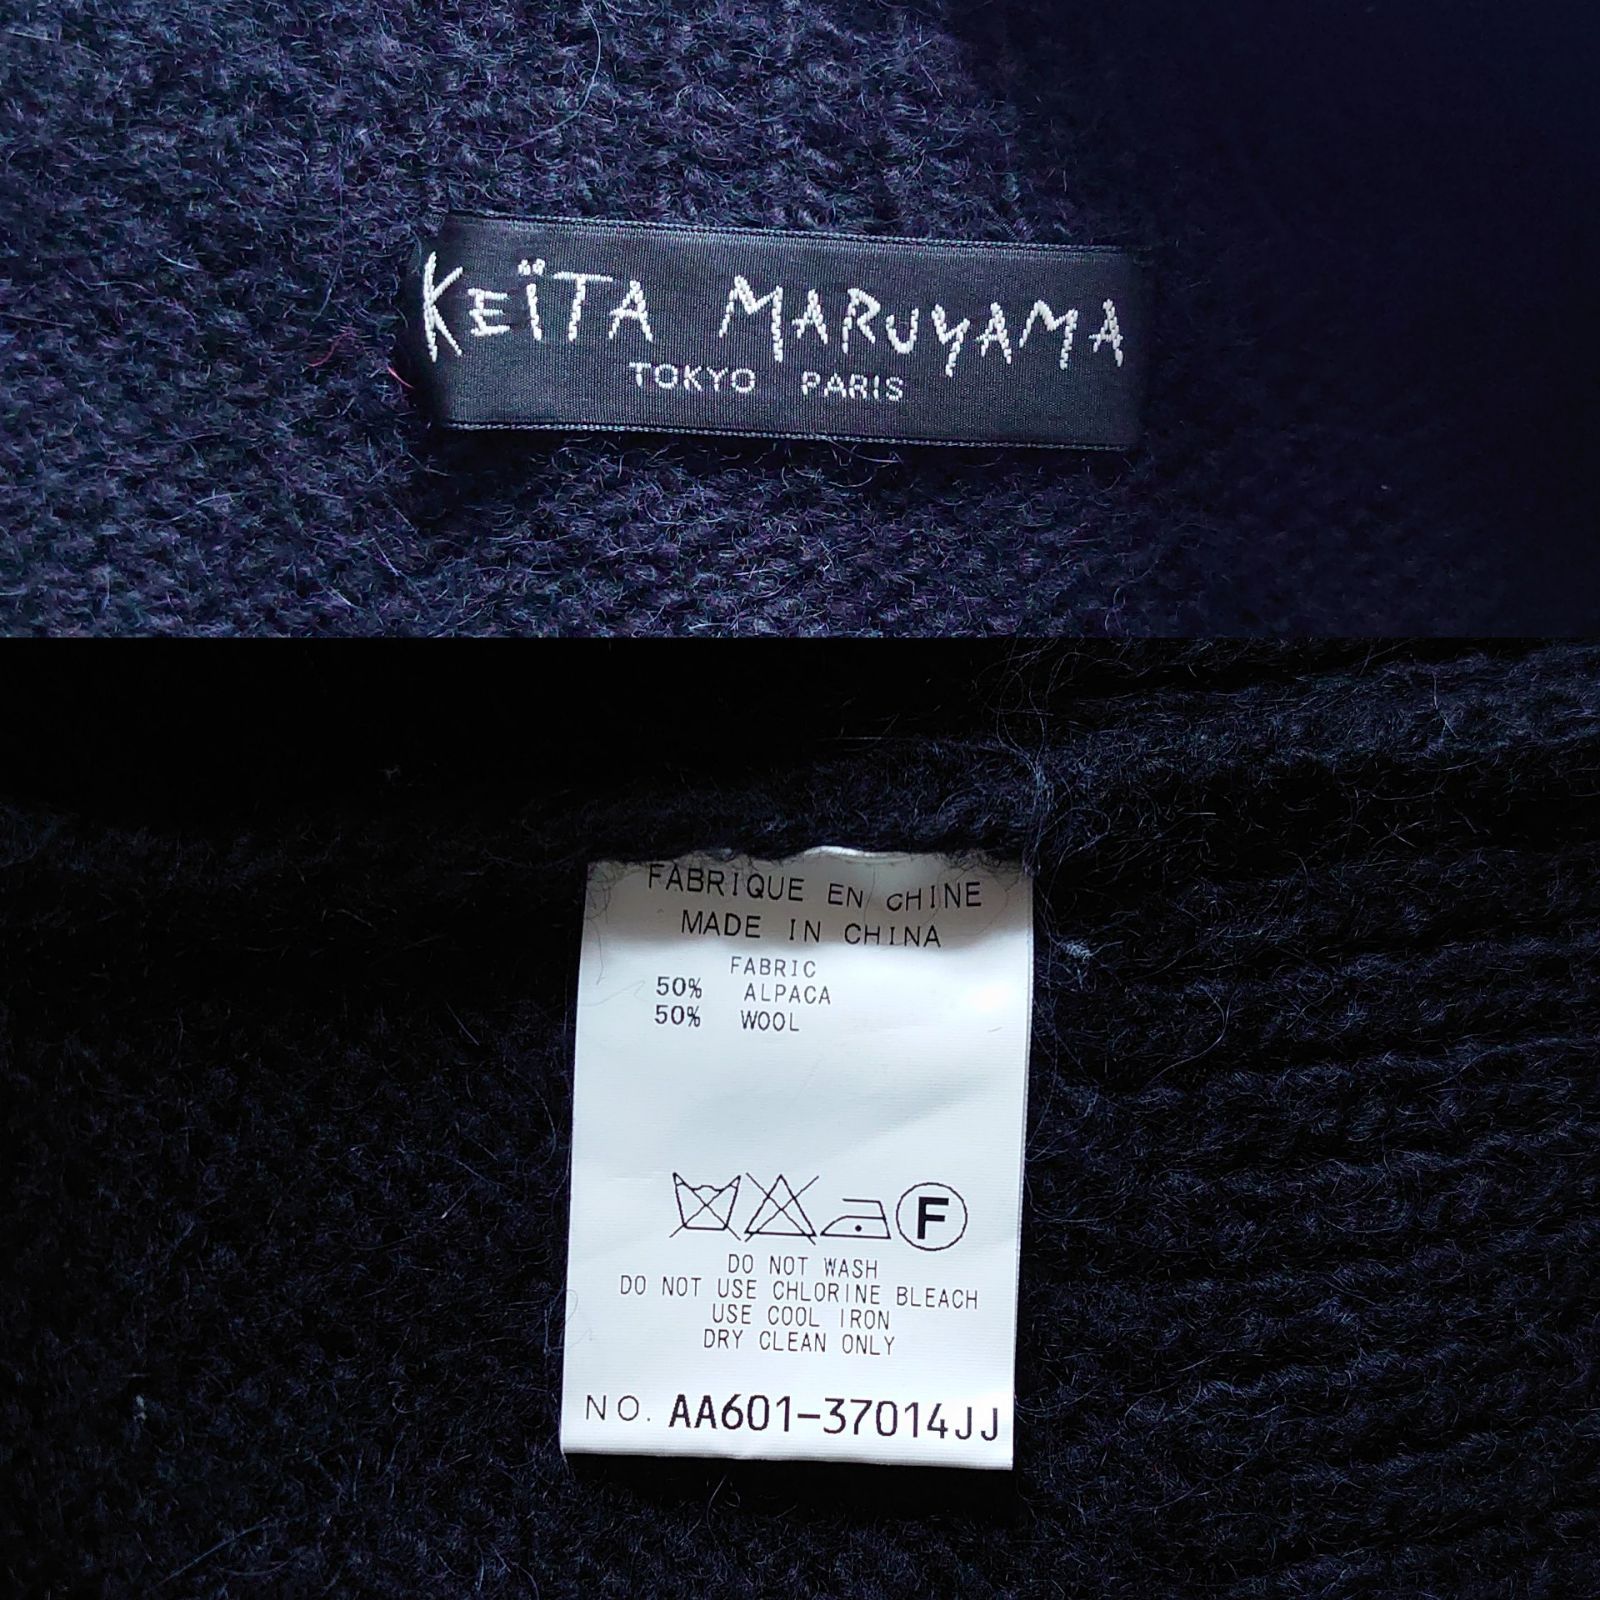 KEÏTA MARUYAMA
TOKYO PARIS
FABRIQUE EN CHINE
MADE IN CHINA
FABRIC
50% ALPACA
50% WOOL
F
DO NOT WASH
DO NOT USE CHLORINE BLEACH
USE COOL IRON
DRY CLEAN ONLY
NO. AA601-37014JJ